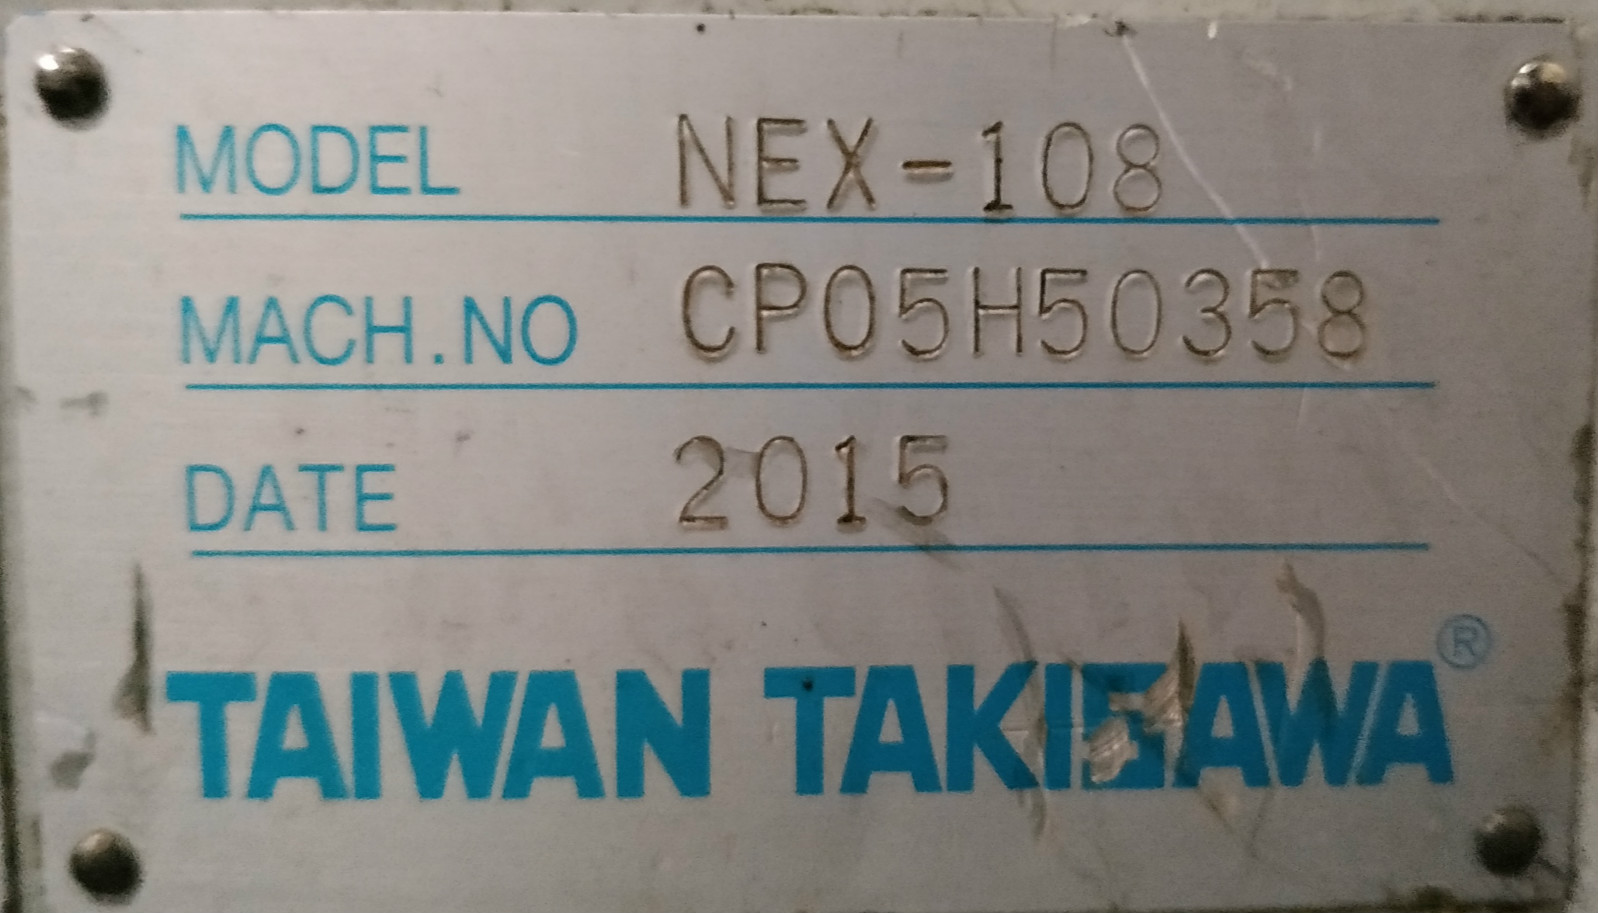 MODEL NEX-108
MACH.NO CP05H50358
DATE 2015
TAIWAN TAKISAWA®